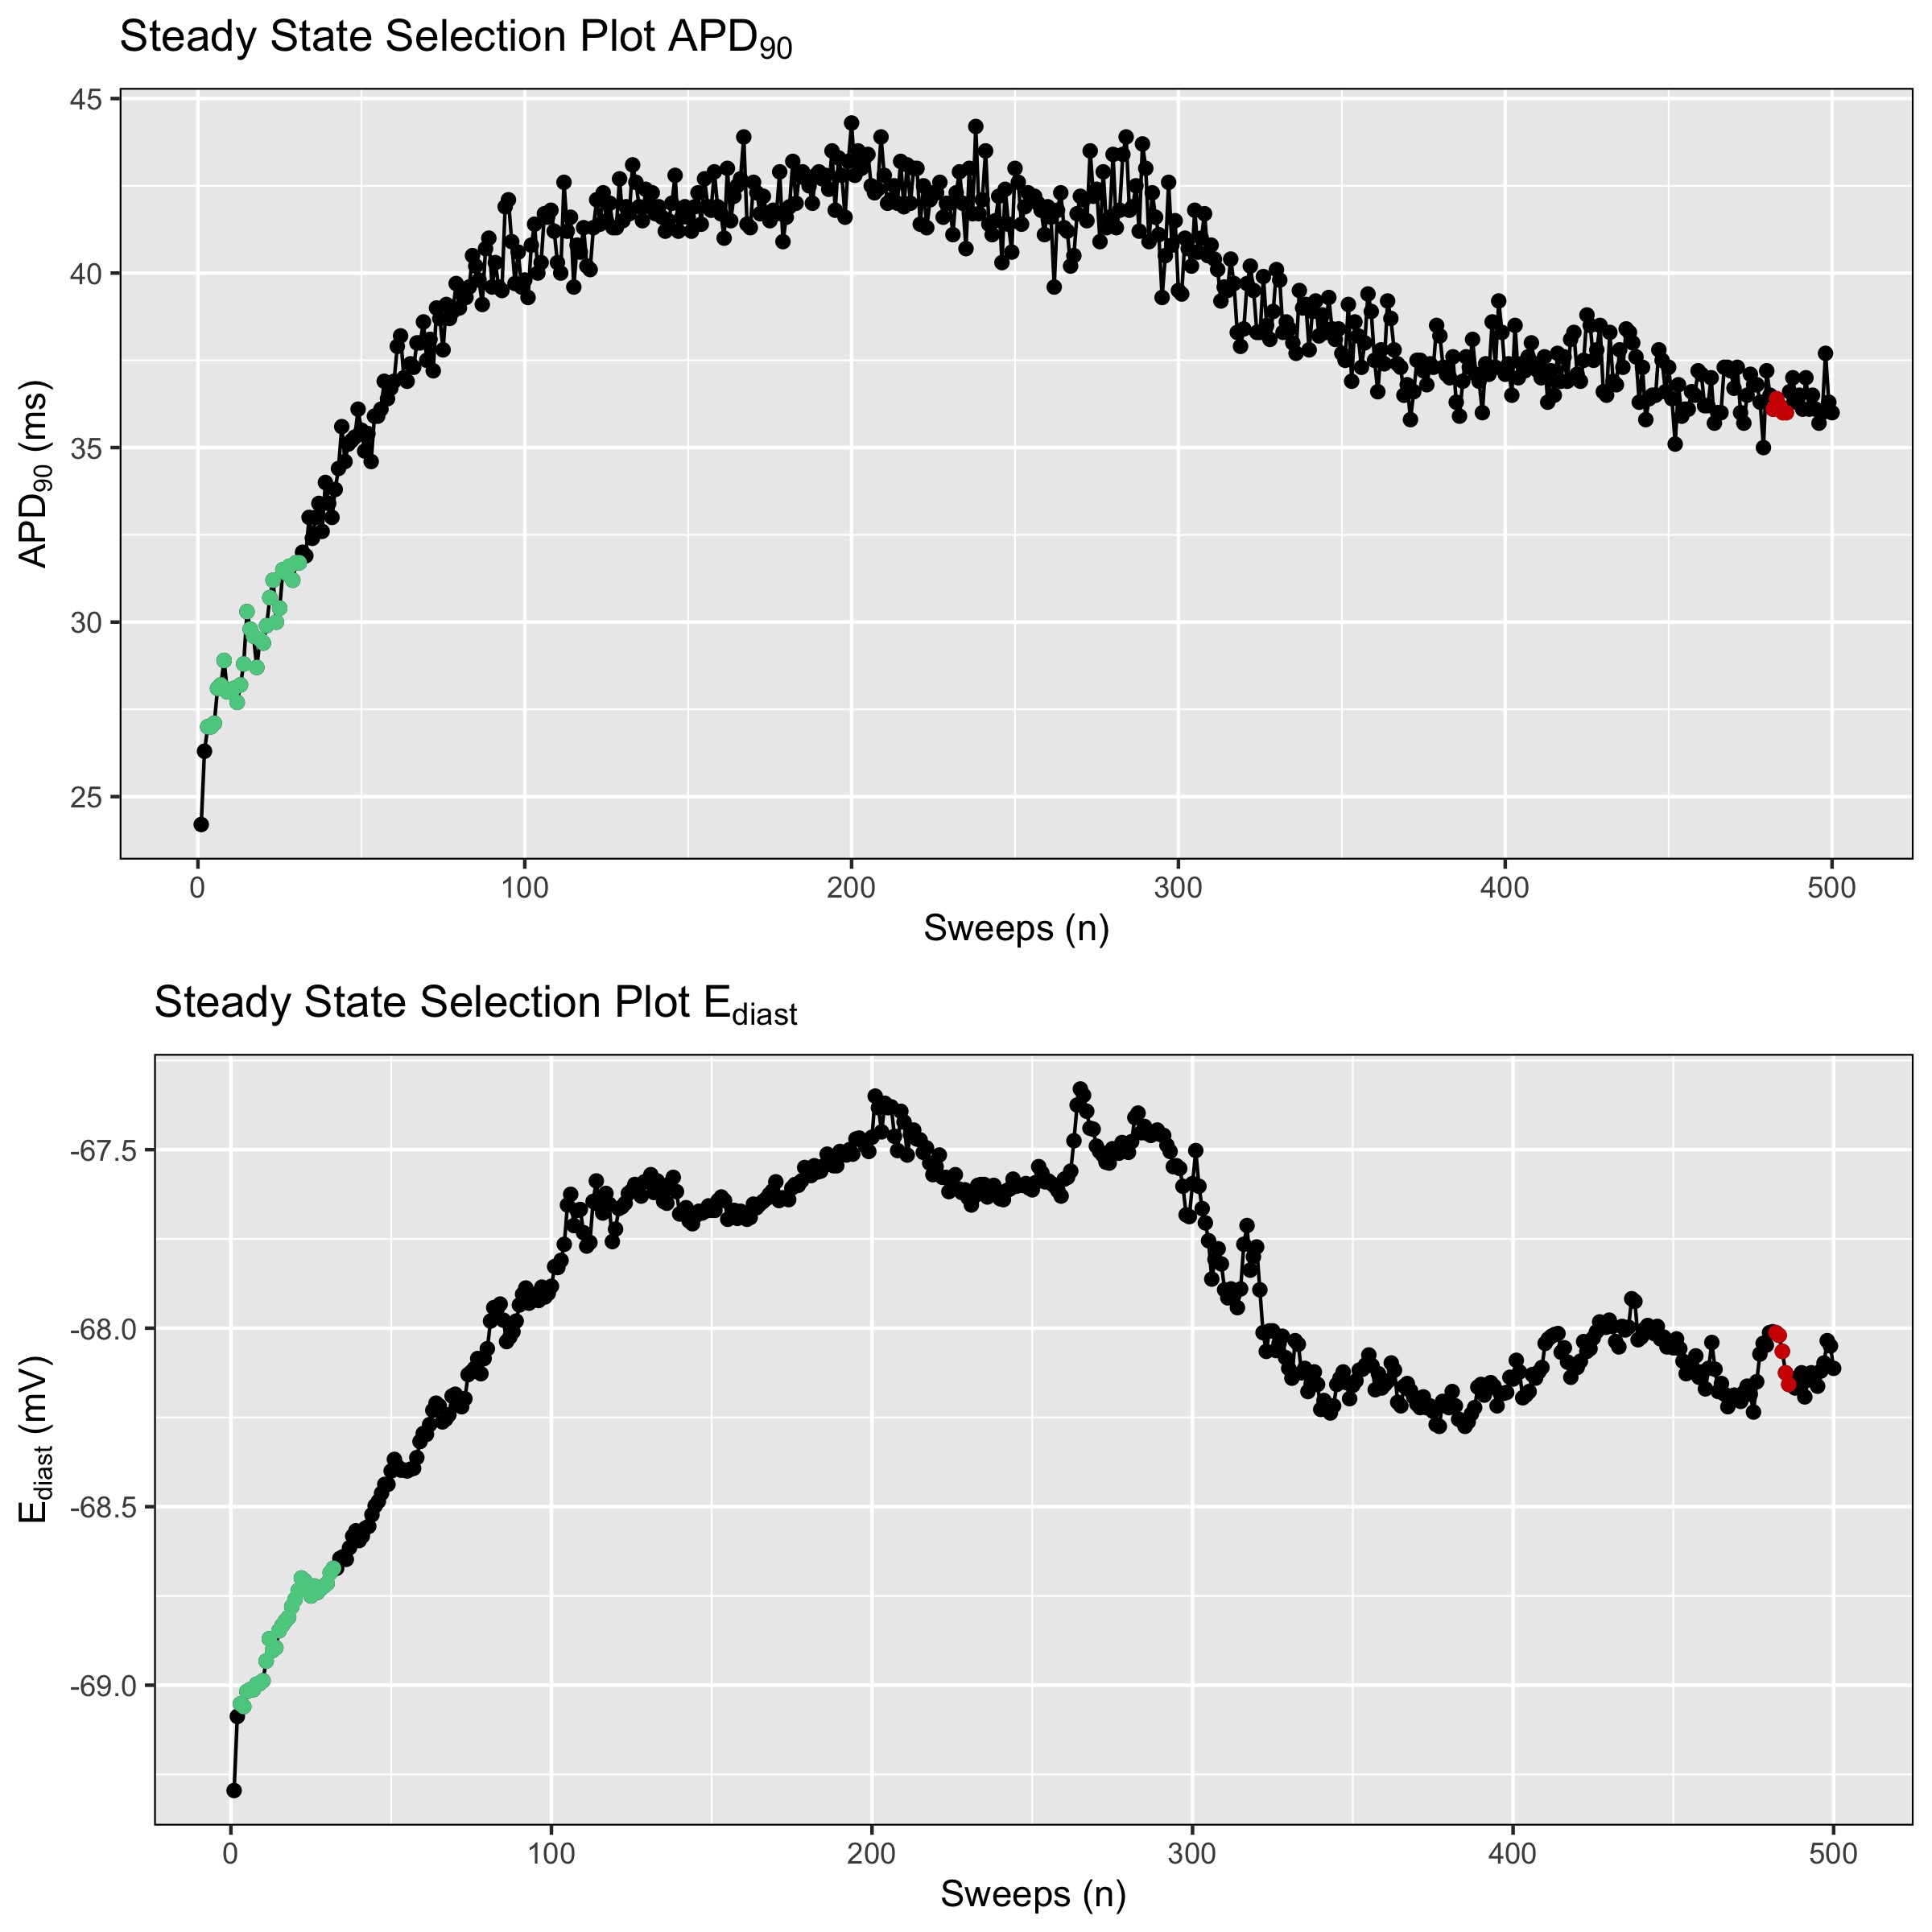 Steady State Selection Plot APD90
45
40
35
30
25
APD90 (ms)
0 100 200 300 400 500
Sweeps (n)
Steady State Selection Plot Ediast
-67.5
-68.0
-68.5
-69.0
Ediast (mV)
0 100 200 300 400 500
Sweeps (n)